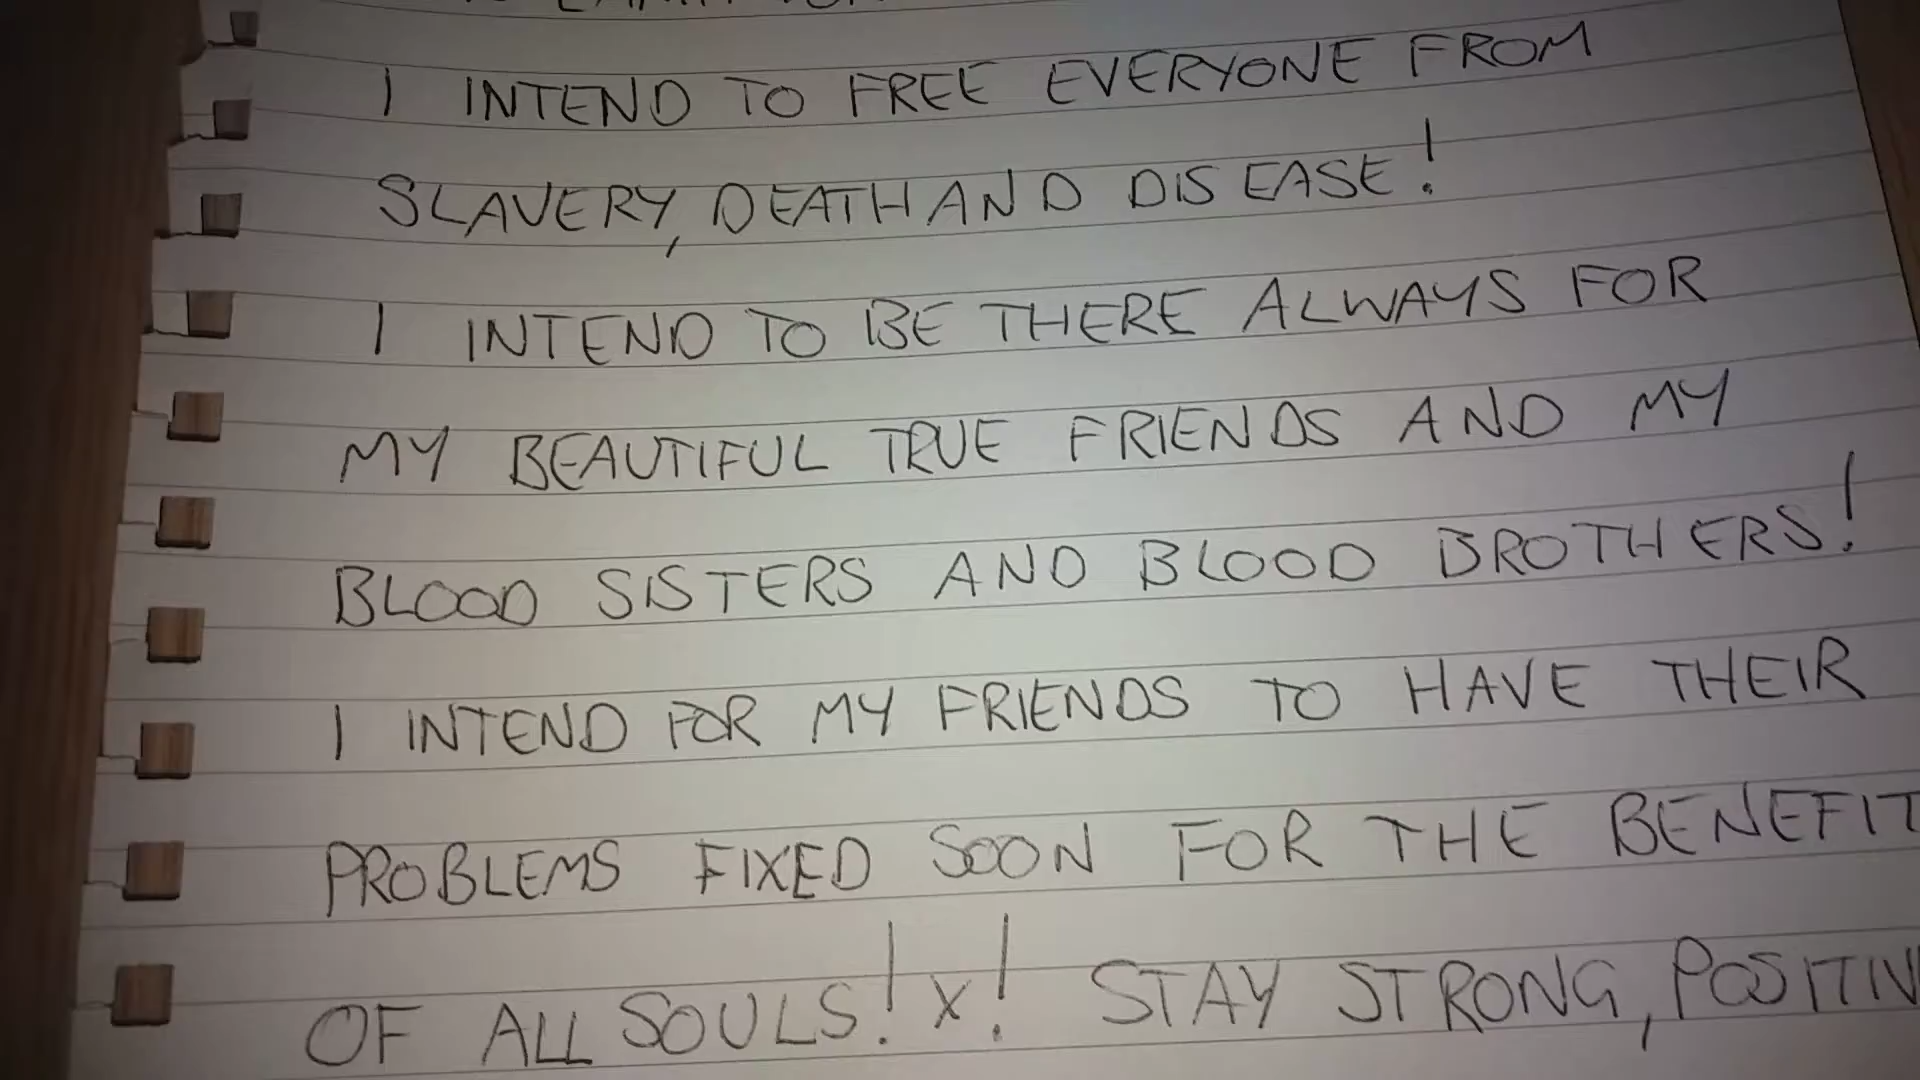 I INTEND TO FREE EVERYONE FROM
SLAVERY, DEATH AND DISEASE!
I INTEND TO BE THERE ALWAYS FOR
MY BEAUTIFUL TRUE FRIENDS AND MY
BLOOD SISTERS AND BLOOD BROTHERS!
I INTEND FOR MY FRIENDS TO HAVE THEIR
PROBLEMS FIXED SOON FOR THE BENEFIT
OF ALL SOULS! X! STAY STRONG, POSITIV